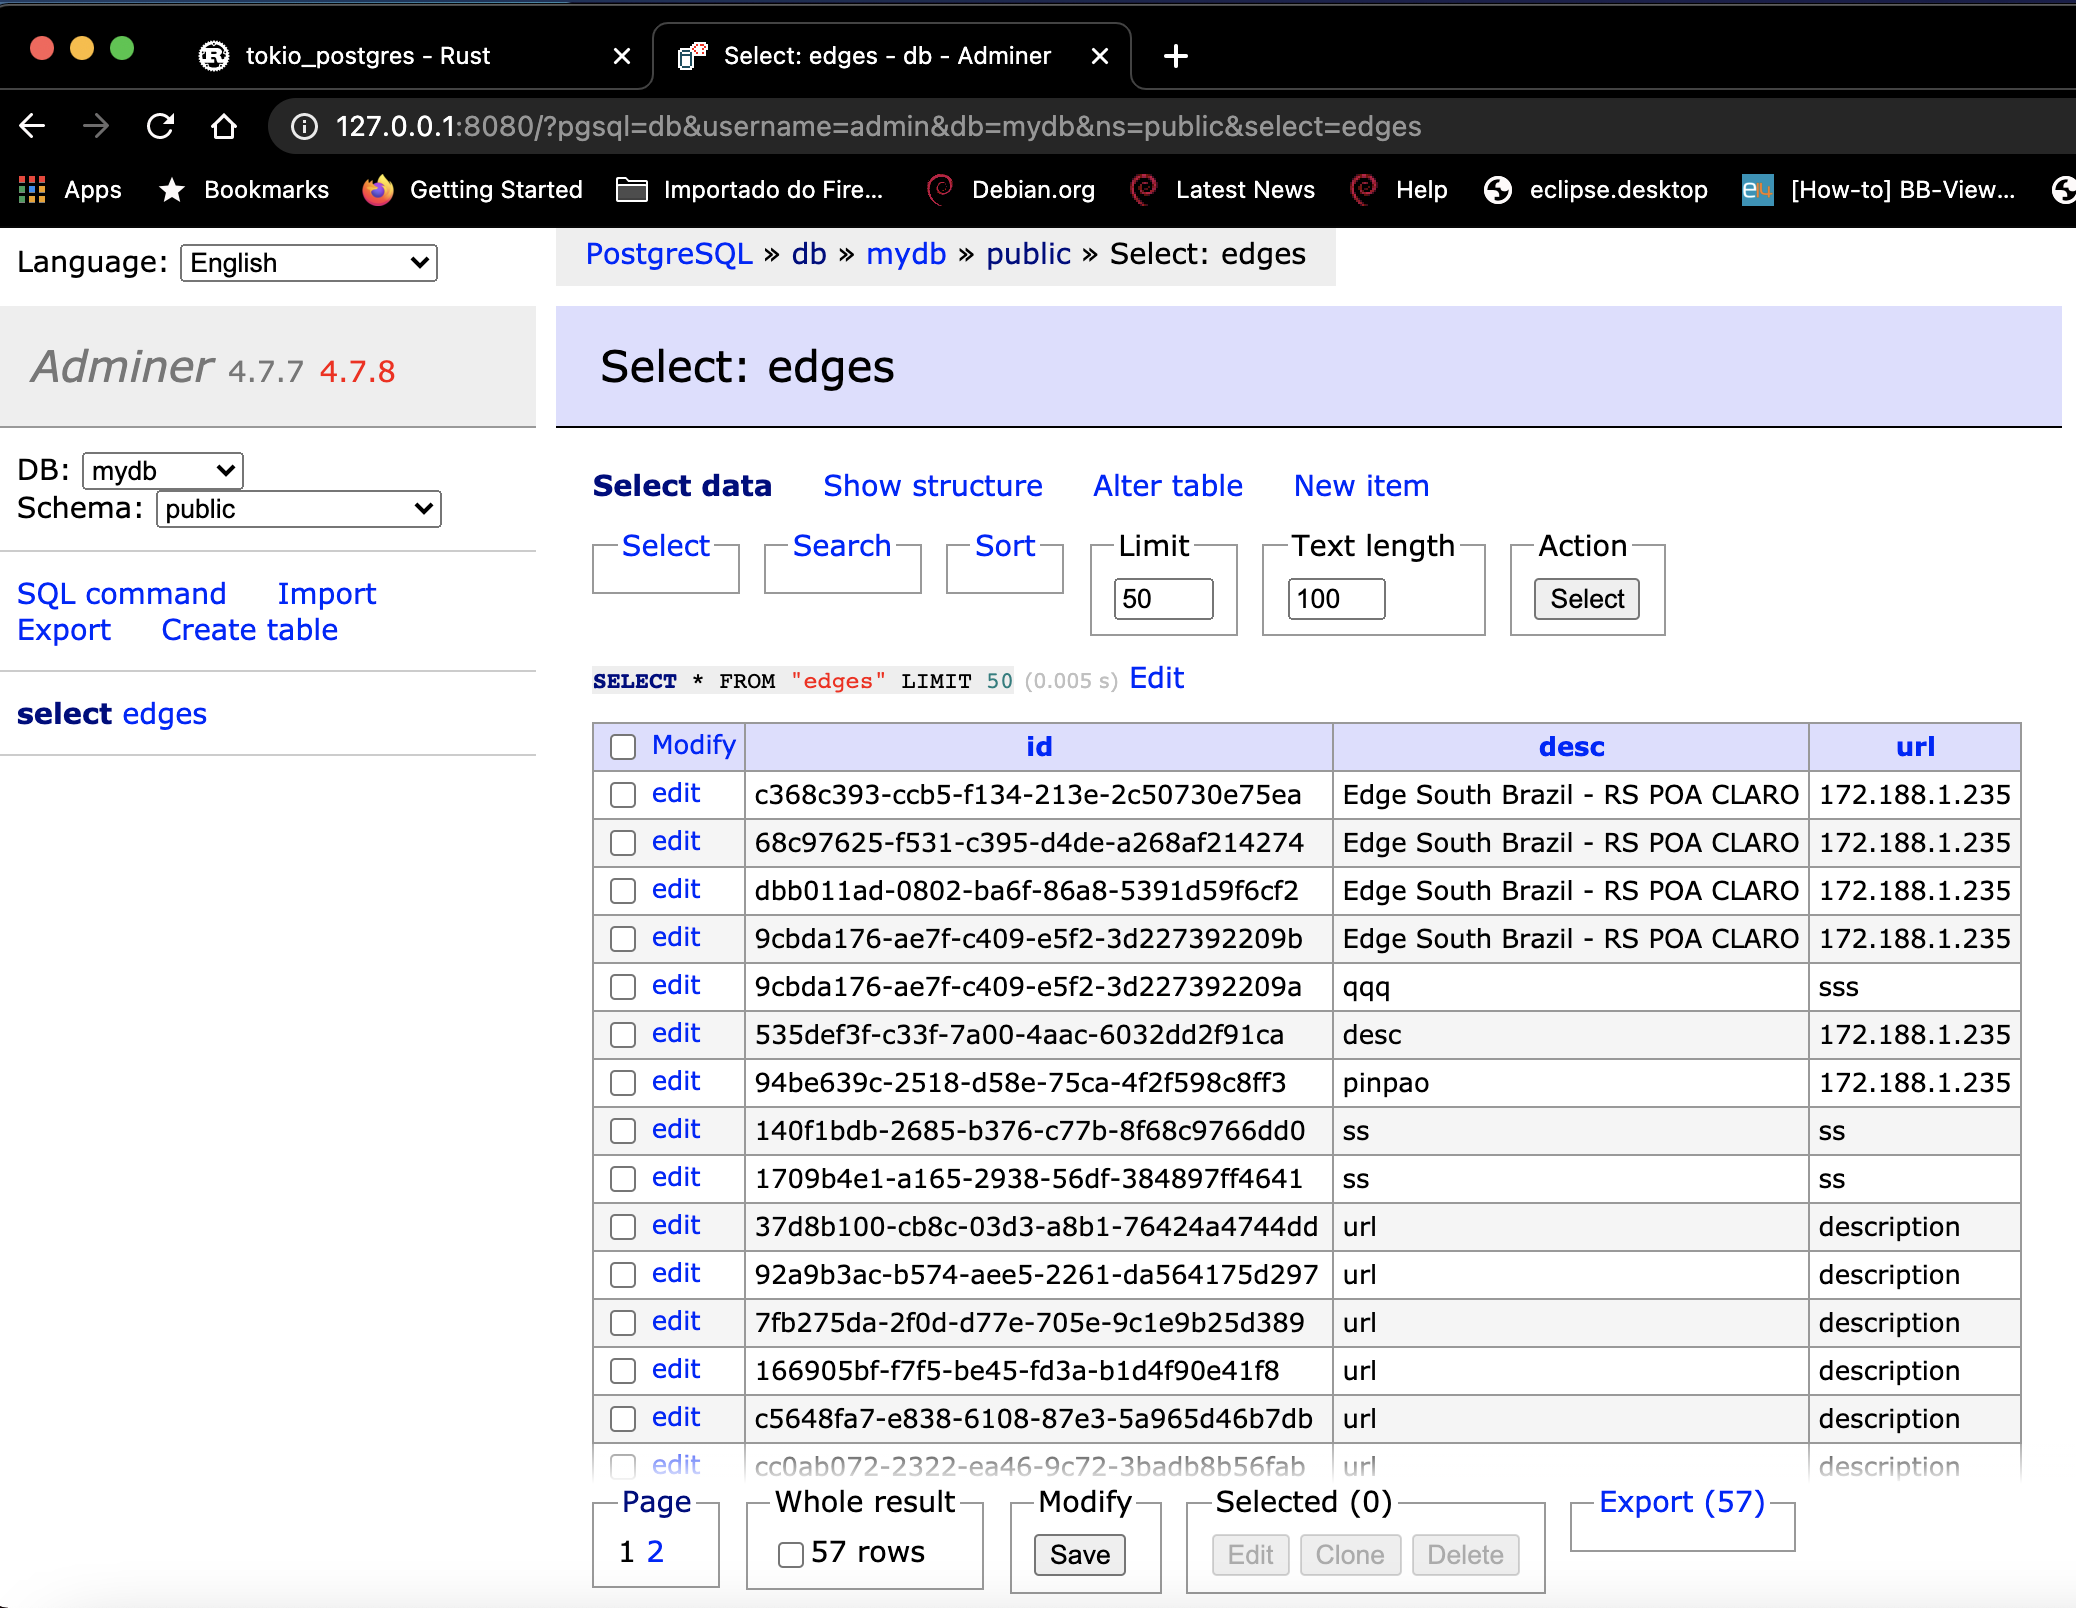 tokio_postgres - Rust
Select: edges - db - Adminer
127.0.0.1:8080/?pgsql=db&username=admin&db=mydb&ns=public&select=edges
Apps Bookmarks Getting Started Importado do Fire... Debian.org Latest News Help eclipse.desktop e14 [How-to] BB-View...
Language: English
PostgreSQL » db » mydb » public » Select: edges
Adminer 4.7.7 4.7.8
Select: edges
DB: mydb
Schema: public
SQL command Import
Export Create table
select edges
Select data Show structure Alter table New item
Select Search Sort Limit Text length Action
50 100 Select
SELECT * FROM "edges" LIMIT 50 (0.005 s) Edit
Modify id desc url
edit c368c393-ccb5-f134-213e-2c50730e75ea Edge South Brazil - RS POA CLARO 172.188.1.235
edit 68c97625-f531-c395-d4de-a268af214274 Edge South Brazil - RS POA CLARO 172.188.1.235
edit dbb011ad-0802-ba6f-86a8-5391d59f6cf2 Edge South Brazil - RS POA CLARO 172.188.1.235
edit 9cbda176-ae7f-c409-e5f2-3d227392209b Edge South Brazil - RS POA CLARO 172.188.1.235
edit 9cbda176-ae7f-c409-e5f2-3d227392209a qqq sss
edit 535def3f-c33f-7a00-4aac-6032dd2f91ca desc 172.188.1.235
edit 94be639c-2518-d58e-75ca-4f2f598c8ff3 pinpao 172.188.1.235
edit 140f1bdb-2685-b376-c77b-8f68c9766dd0 ss ss
edit 1709b4e1-a165-2938-56df-384897ff4641 ss ss
edit 37d8b100-cb8c-03d3-a8b1-76424a4744dd url description
edit 92a9b3ac-b574-aee5-2261-da564175d297 url description
edit 7fb275da-2f0d-d77e-705e-9c1e9b25d389 url description
edit 166905bf-f7f5-be45-fd3a-b1d4f90e41f8 url description
edit c5648fa7-e838-6108-87e3-5a965d46b7db url description
edit cc0ab072-2322-ea46-9c72-3badb8b56fab url description
Page Whole result Modify Selected (0) Export (57)
1 2 57 rows Save Edit Clone Delete